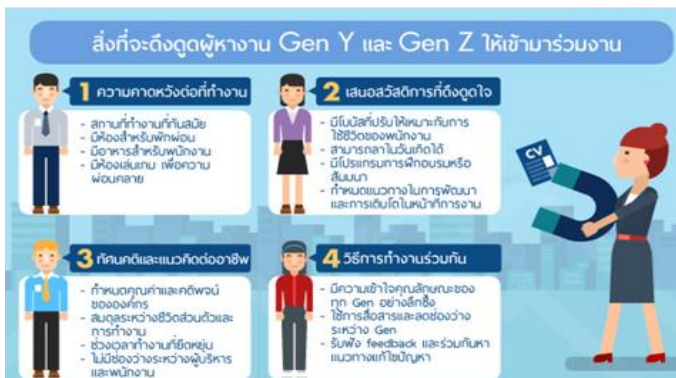 สิ่งที่จะดึงดูดผู้หางาน Gen Y และ Gen Z ให้เข้ามาร่วมงาน
1 ความคาดหวังต่อที่ทำงาน
- สถานที่ทำงานที่ทันสมัย
- มีห้องสำหรับพักผ่อน
- มีอาหารสำหรับพนักงาน
- มีห้องเล่นเกม เพื่อความ
ผ่อนคลาย
2 เสนอสวัสดิการที่ดึงดูดใจ
- มีโบนัสที่ปรับให้เหมาะกับการ
ใช้ชีวิตของพนักงาน
- สามารถลาในวันเกิดได้
- มีโปรแกรมการฝึกอบรมหรือ
สัมมนา
- กำหนดแนวทางในการพัฒนา
และการเติบโตในหน้าที่การงาน
CV
3 ทัศนคติและแนวคิดต่ออาชีพ
- กำหนดคุณค่าและคติพจน์
ขององค์กร
- สมดุลระหว่างชีวิตส่วนตัวและ
การทำงาน
- ช่วงเวลาทำงานที่ยืดหยุ่น
- ไม่มีช่องว่างระหว่างผู้บริหาร
และพนักงาน
4 วิธีการทำงานร่วมกัน
- มีความเข้าใจคุณลักษณะของ
ทุก Gen อย่างลึกซึ้ง
- ใช้การสื่อสารและลดช่องว่าง
ระหว่าง Gen
- รับฟัง feedback และร่วมกันหา
แนวทางแก้ไขปัญหา